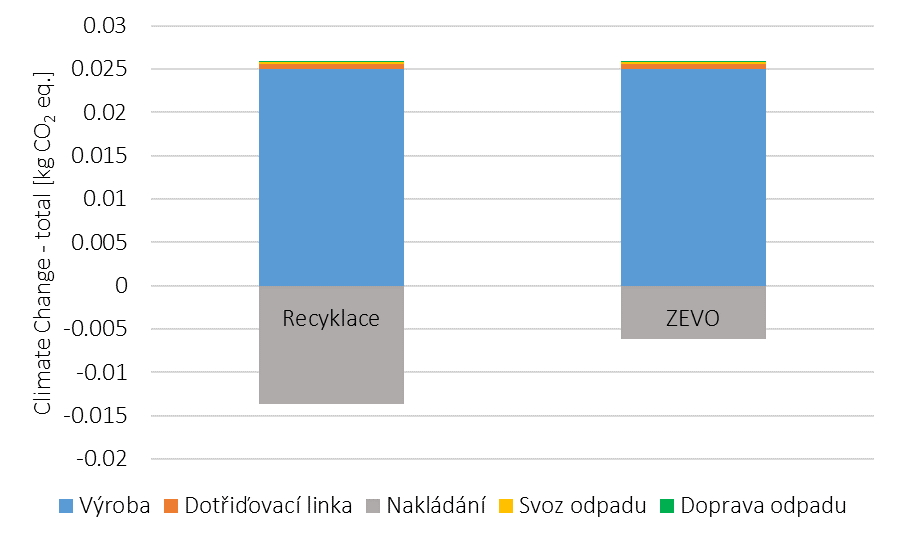 0.03
0.025
0.02
0.015
0.01
0.005
0
-0.005
-0.01
-0.015
-0.02
Climate Change - total [kg CO2 eq.]
Recyklace
ZEVO
Výroba Dotřiďovací linka Nakládání Svoz odpadu Doprava odpadu